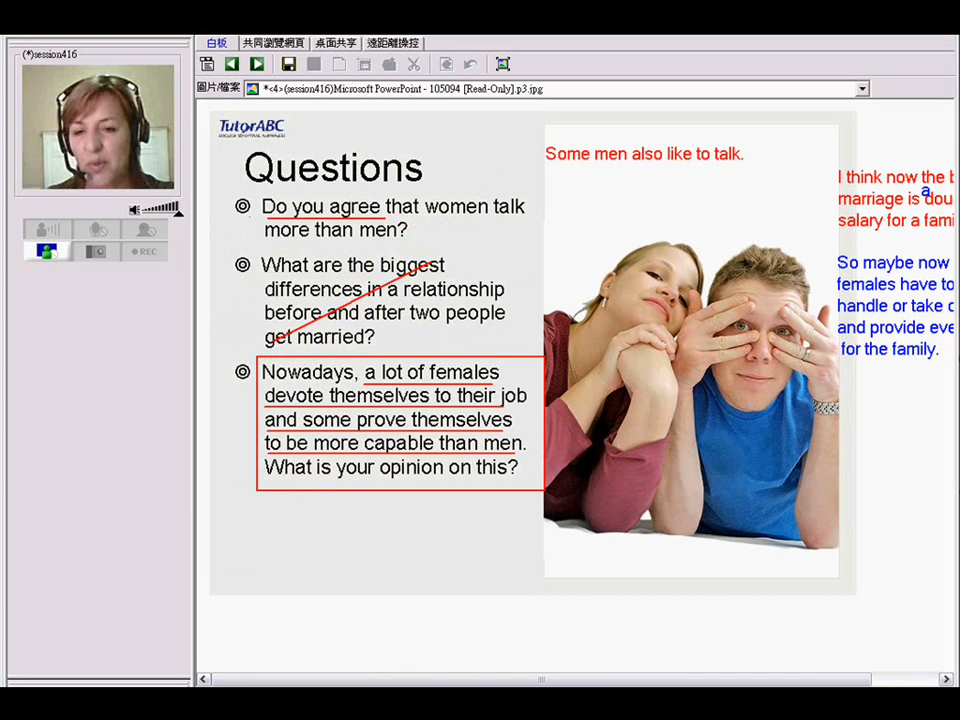 (*)session416
白板 共同瀏覽網頁 桌面共享 遠距離操控
圖片/檔案 *<4>(session416)Microsoft PowerPoint - 105094 [Read-Only].p3.jpg
REC
TutorABC
Questions
Do you agree that women talk
more than men?
What are the biggest
differences in a relationship
before and after two people
get married?
Nowadays, a lot of females
devote themselves to their job
and some prove themselves
to be more capable than men.
What is your opinion on this?
Some men also like to talk.
I think now the b
a
marriage is dou
salary for a fami
So maybe now
females have to
handle or take
and provide eve
for the family.